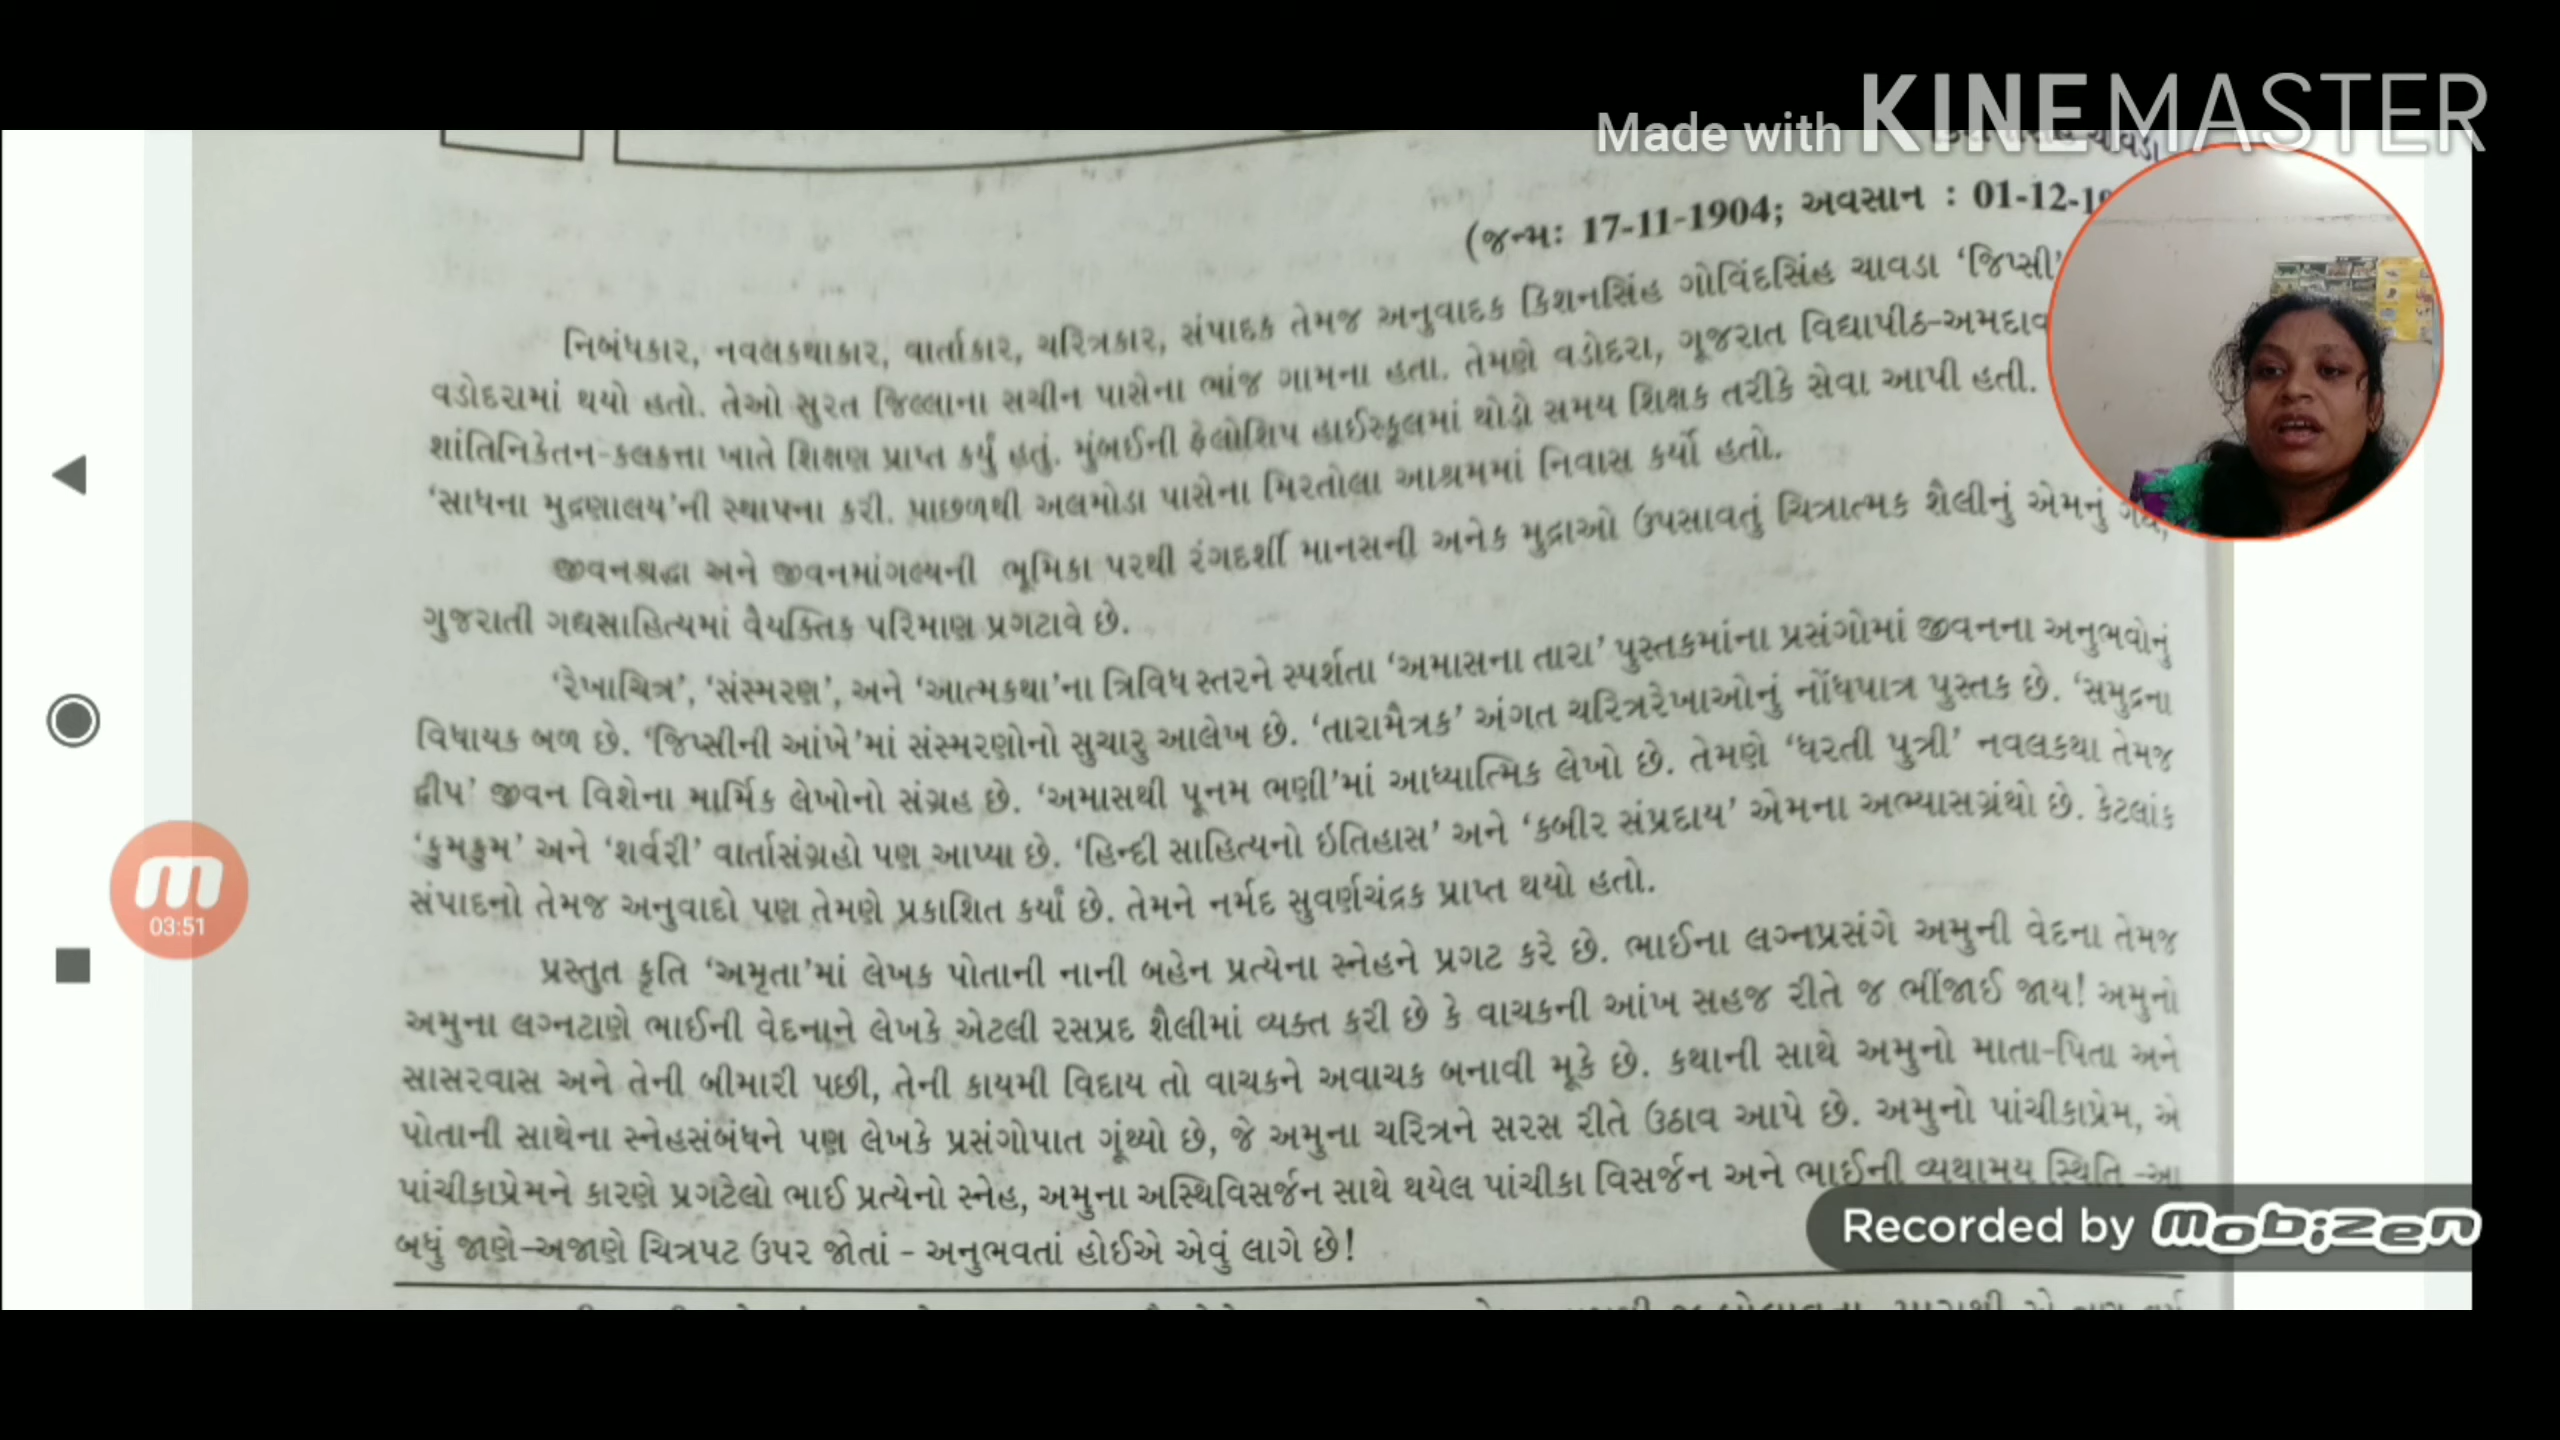 Made with KINEMASTER
(જન્મઃ 17-11-1904; અવસાન : 01-12-1
નિબંધકાર, નવલકથાકાર, વાર્તાકાર, ચરિત્રકાર, સંપાદક તેમજ અનુવાદક કિશનસિંહ ગોવિંદસિંહ ચાવડા ‘જિપ્સી’
વડોદરામાં થયો હતો. તેઓ સુરત જિલ્લાના સચીન પાસેના ભાંજ ગામના હતા. તેમણે વડોદરા, ગૂજરાત વિદ્યાપીઠ-અમદાવ
શાંતિનિકેતન-કલકત્તા ખાતે શિક્ષણ પ્રાપ્ત કર્યું હતું. મુંબઈની ફેલોશિપ હાઈસ્કૂલમાં થોડો સમય શિક્ષક તરીકે સેવા આપી હતી.
‘સાધના મુદ્રણાલય’ની સ્થાપના કરી. પાછળથી અલમોડા પાસેના મિરતોલા આશ્રમમાં નિવાસ કર્યો હતો.
જીવનશ્રદ્ધા અને જીવનમાંગલ્યની ભૂમિકા પરથી રંગદર્શી માનસની અનેક મુદ્રાઓ ઉપસાવતું ચિત્રાત્મક શૈલીનું એમનું ગદ્ય,
ગુજરાતી ગદ્યસાહિત્યમાં વૈયક્તિક પરિમાણ પ્રગટાવે છે.
‘રેખાચિત્ર’, ‘સંસ્મરણ’, અને ‘આત્મકથા’ના ત્રિવિધ સ્તરને સ્પર્શતા ‘અમાસના તારા’ પુસ્તકમાંના પ્રસંગોમાં જીવનના અનુભવોનું
વિધાયક બળ છે. ‘જિપ્સીની આંખે’માં સંસ્મરણોનો સુચારુ આલેખ છે. ‘તારામૈત્રક’ અંગત ચરિત્રરેખાઓનું નોંધપાત્ર પુસ્તક છે. ‘સમુદ્રના
દ્વીપ’ જીવન વિશેના માર્મિક લેખોનો સંગ્રહ છે. ‘અમાસથી પૂનમ ભણી’માં આધ્યાત્મિક લેખો છે. તેમણે ‘ધરતી પુત્રી’ નવલકથા તેમજ
‘કુમકુમ’ અને ‘શર્વરી’ વાર્તાસંગ્રહો પણ આપ્યા છે. ‘હિન્દી સાહિત્યનો ઇતિહાસ’ અને ‘કબીર સંપ્રદાય’ એમના અભ્યાસગ્રંથો છે. કેટલાંક
સંપાદનો તેમજ અનુવાદો પણ તેમણે પ્રકાશિત કર્યાં છે. તેમને નર્મદ સુવર્ણચંદ્રક પ્રાપ્ત થયો હતો.
પ્રસ્તુત કૃતિ ‘અમૃતા’માં લેખક પોતાની નાની બહેન પ્રત્યેના સ્નેહને પ્રગટ કરે છે. ભાઈના લગ્નપ્રસંગે અમુની વેદના તેમજ
અમુના લગ્નટાણે ભાઈની વેદનાને લેખકે એટલી રસપ્રદ શૈલીમાં વ્યક્ત કરી છે કે વાચકની આંખ સહજ રીતે જ ભીંજાઈ જાય! અમુનો
સાસરવાસ અને તેની બીમારી પછી, તેની કાયમી વિદાય તો વાચકને અવાચક બનાવી મૂકે છે. કથાની સાથે અમુનો માતા-પિતા અને
પોતાની સાથેના સ્નેહસંબંધને પણ લેખકે પ્રસંગોપાત ગૂંથ્યો છે, જે અમુના ચરિત્રને સરસ રીતે ઉઠાવ આપે છે. અમુનો પાંચીકાપ્રેમ, એ
પાંચીકાપ્રેમને કારણે પ્રગટેલો ભાઈ પ્રત્યેનો સ્નેહ, અમુના અસ્થિવિસર્જન સાથે થયેલ પાંચીકા વિસર્જન અને ભાઈની વ્યથામય સ્થિતિ -આ
બધું જાણે-અજાણે ચિત્રપટ ઉપર જોતાં - અનુભવતાં હોઈએ એવું લાગે છે!
03:51
Recorded by mobizen